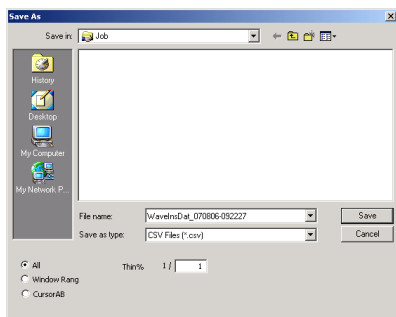 Save As
Save in: Job
History
Desktop
My Computer
My Network P...
File name: WaveInsDat_070806-092227 Save
Save as type: CSV Files (*.csv) Cancel
All Thin% 1 / 1
Window Rang
CursorAB